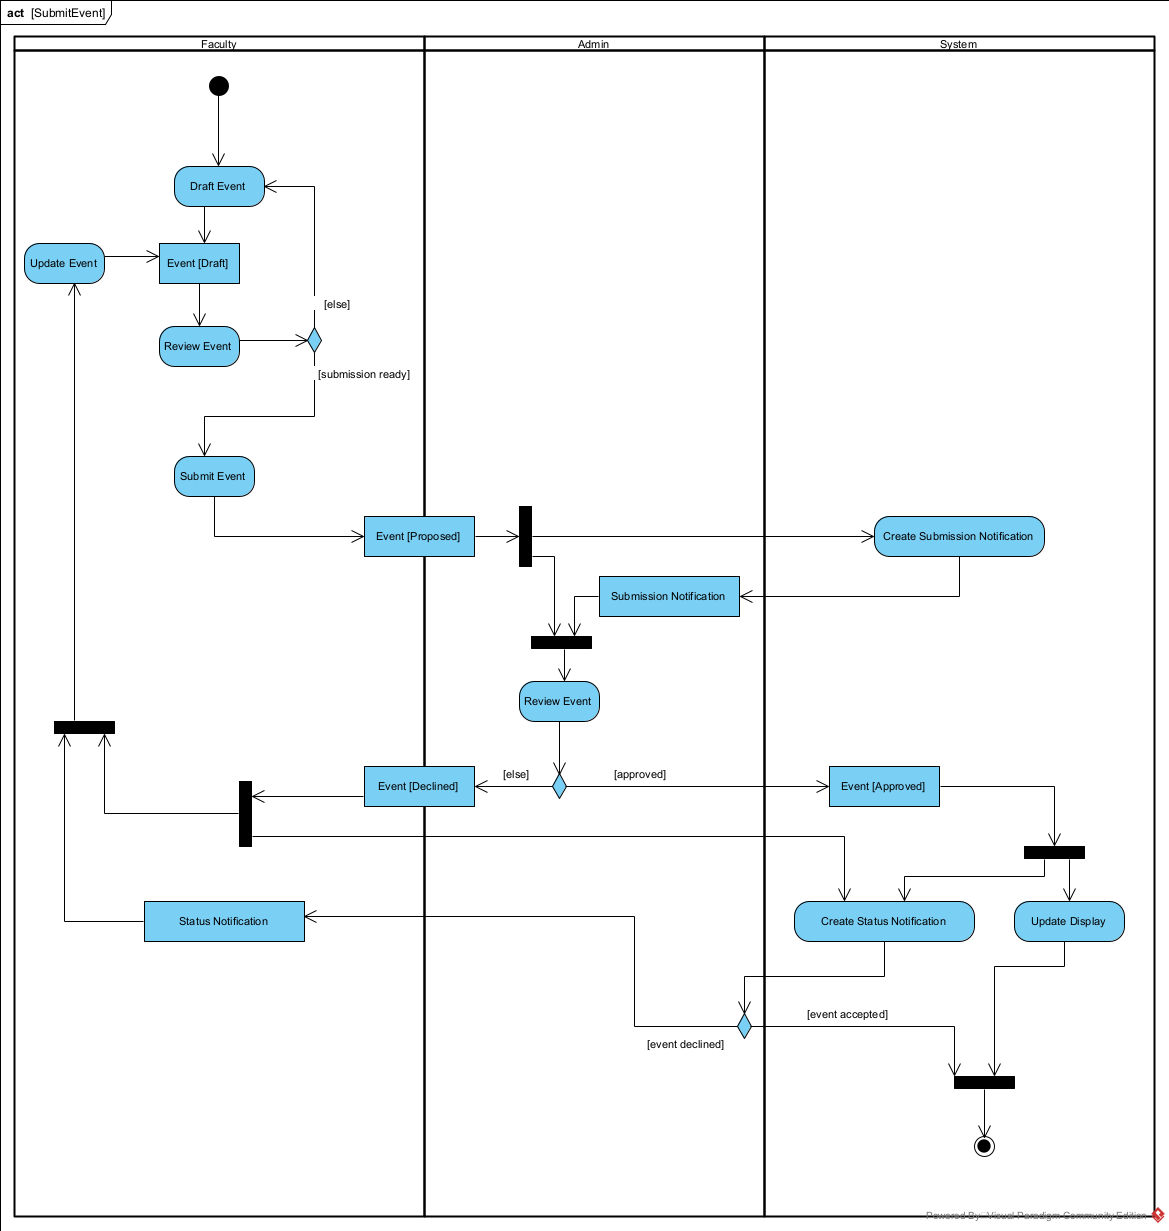 act [SubmitEvent]
Faculty
Admin
System
Draft Event
Update Event
Event [Draft]
[else]
Review Event
[submission ready]
Submit Event
Event [Proposed]
Create Submission Notification
Submission Notification
Review Event
[else]
[approved]
Event [Declined]
Event [Approved]
Status Notification
Create Status Notification
Update Display
[event accepted]
[event declined]
Powered By Visual Paradigm Community Edition